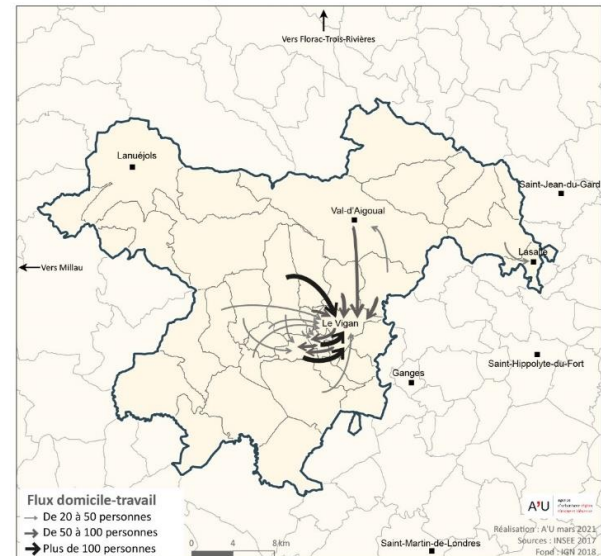 Vers Florac-Trois-Rivières
Lanuéjols
Saint-Jean-du-Gard
Val-d'Aigoual
Vers Millau
Lasalle
Le Vigan
Saint-Hippolyte-du-Fort
Ganges
Flux domicile-travail
De 20 à 50 personnes
De 50 à 100 personnes
Plus de 100 personnes
0 4 8km
Saint-Martin-de-Londres
A'U
Réalisation : A'U mars 2021
Sources : INSEE 2017
Fond : IGN 2018